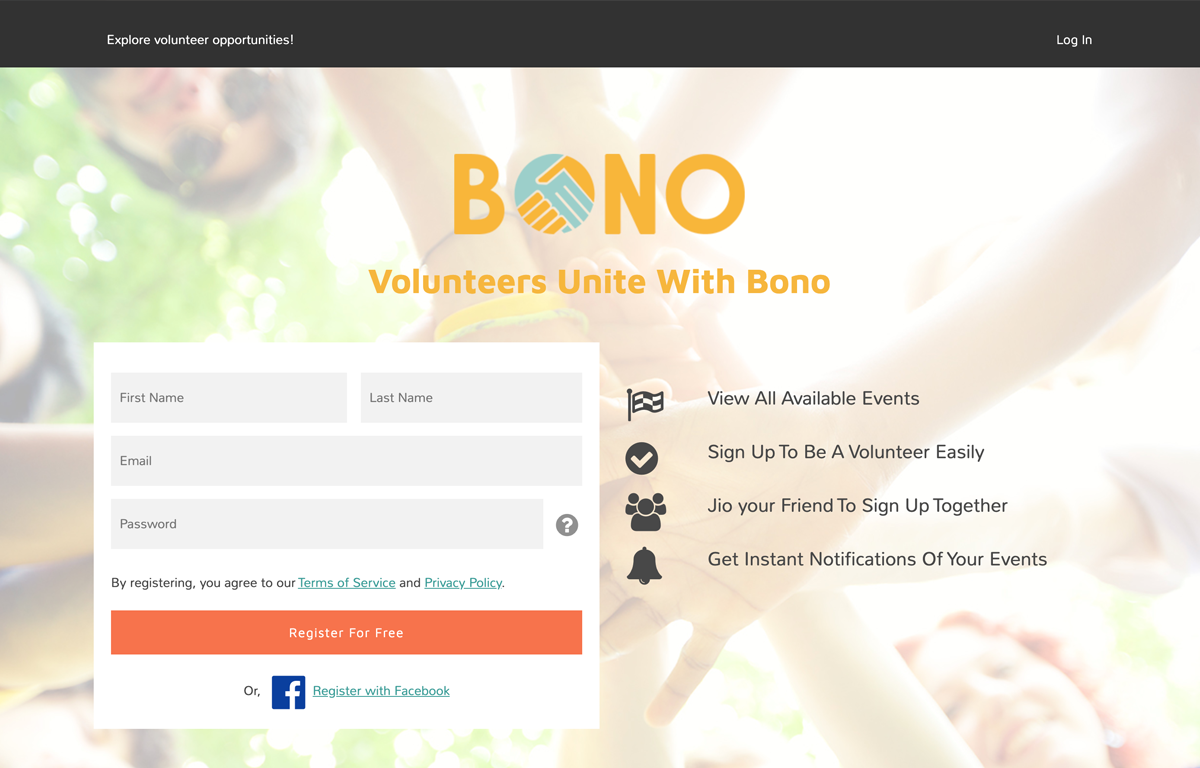 Explore volunteer opportunities!
Log In
BONO
Volunteers Unite With Bono
First Name
Last Name
Email
Password
?
By registering, you agree to our Terms of Service and Privacy Policy.
Register For Free
Or, f Register with Facebook
View All Available Events
Sign Up To Be A Volunteer Easily
Jio your Friend To Sign Up Together
Get Instant Notifications Of Your Events